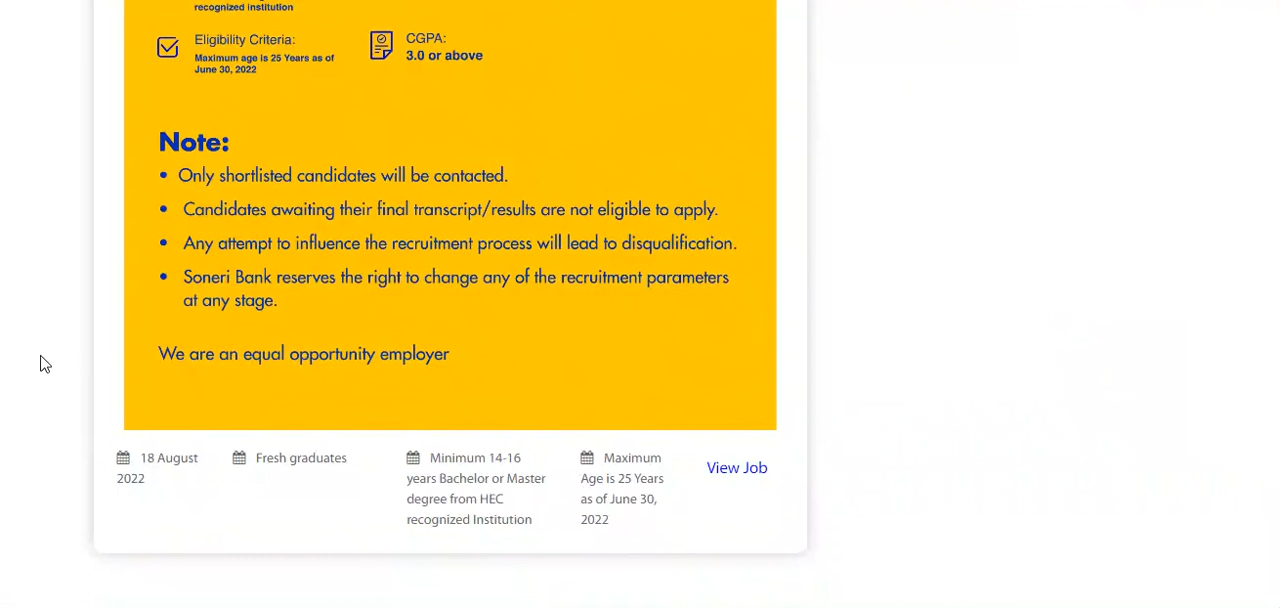 recognized institution
Eligibility Criteria:
Maximum age is 25 Years as of
June 30, 2022
CGPA:
3.0 or above
Note:
• Only shortlisted candidates will be contacted.
• Candidates awaiting their final transcript/results are not eligible to apply.
• Any attempt to influence the recruitment process will lead to disqualification.
• Soneri Bank reserves the right to change any of the recruitment parameters
at any stage.
We are an equal opportunity employer
18 August
2022
Fresh graduates
Minimum 14-16
years Bachelor or Master
degree from HEC
recognized Institution
Maximum
Age is 25 Years
as of June 30,
2022
View Job